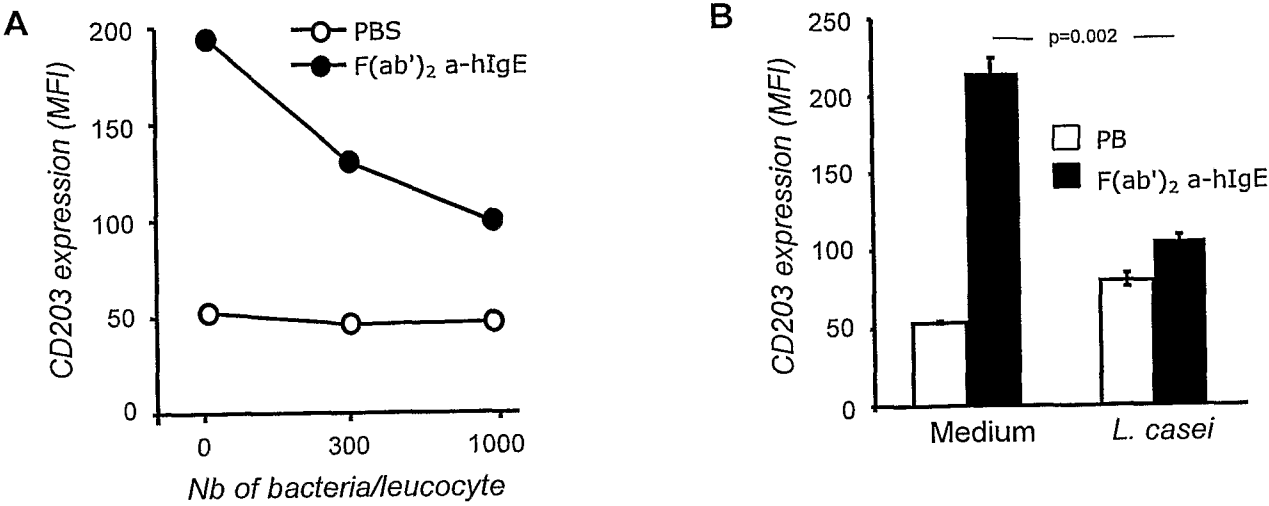 A
CD203 expression (MFI)
200
150
100
50
0
PBS
F(ab')₂ a-hIgE
0 300 1000
Nb of bacteria/leucocyte
B
CD203 expression (MFI)
250
200
150
100
50
0
p=0.002
PB
F(ab')₂ a-hIgE
Medium L. casei